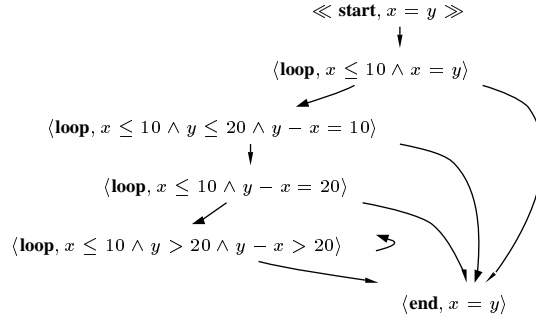 ≪ start, x = y ≫
⟨loop, x ≤ 10 ∧ x = y⟩
⟨loop, x ≤ 10 ∧ y ≤ 20 ∧ y − x = 10⟩
⟨loop, x ≤ 10 ∧ y − x = 20⟩
⟨loop, x ≤ 10 ∧ y > 20 ∧ y − x > 20⟩
⟨end, x = y⟩